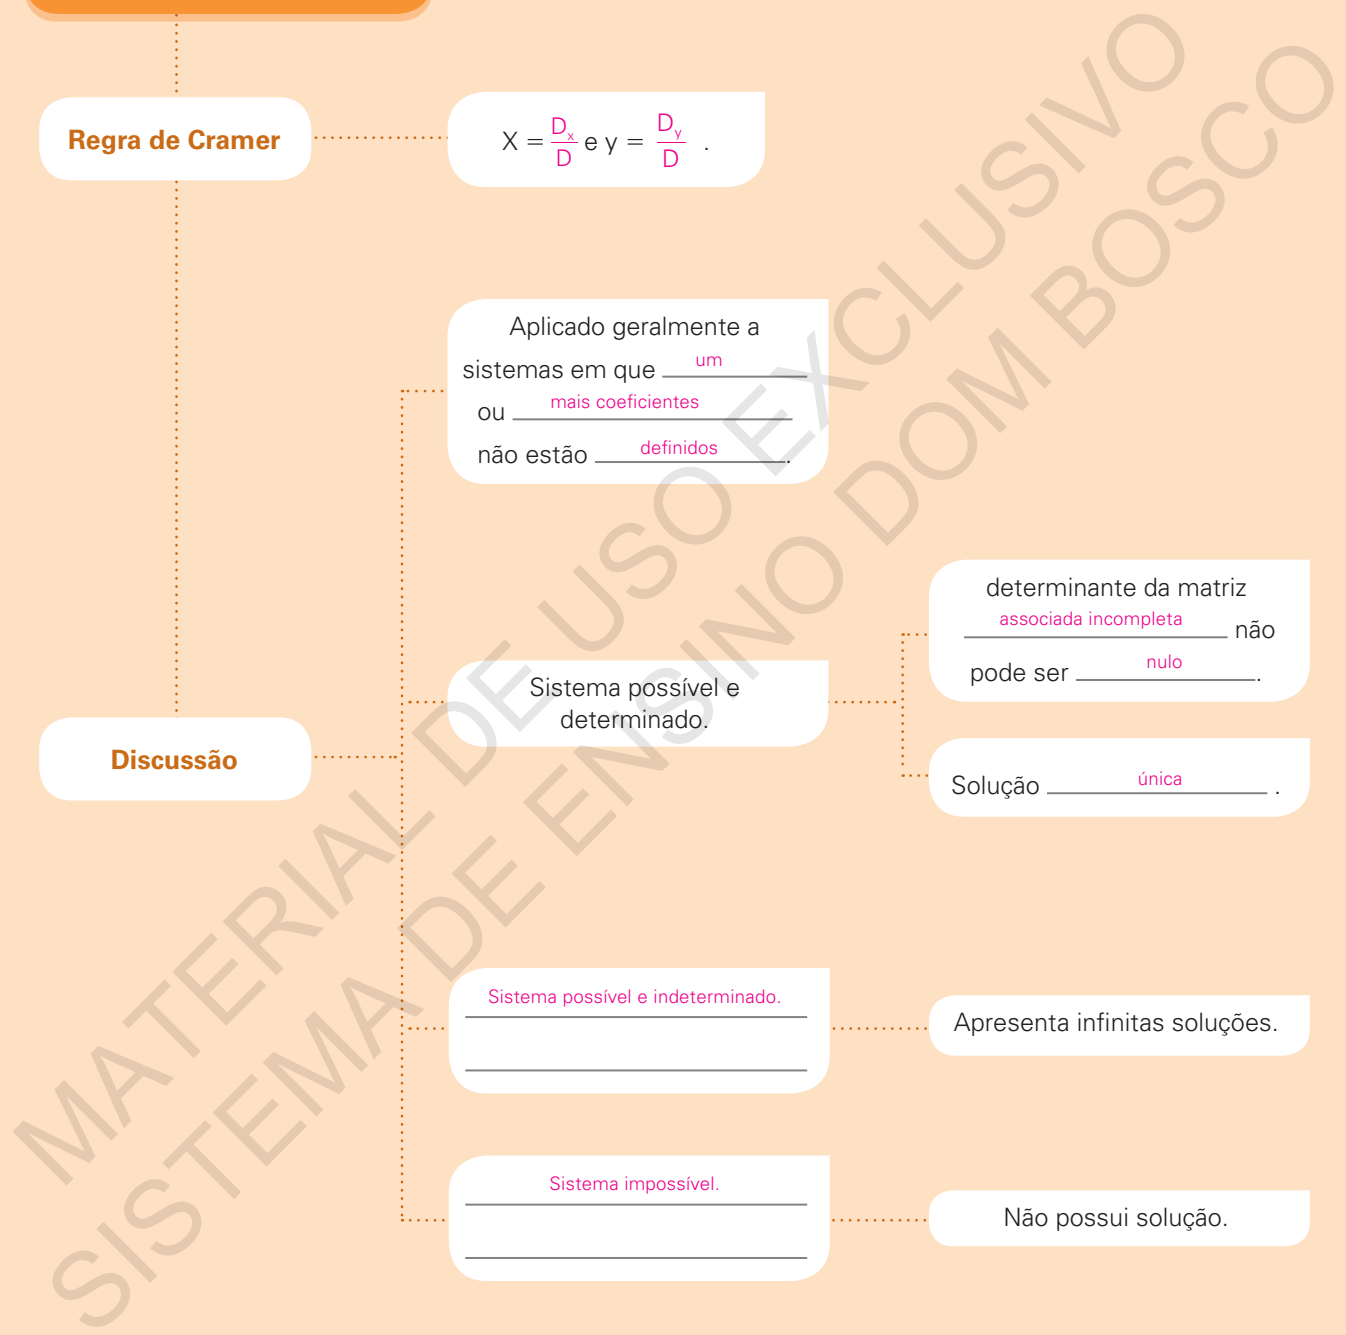 Regra de Cramer
X = D_x/D e y = D_y/D .
Aplicado geralmente a
sistemas em que um
ou mais coeficientes
não estão definidos.
determinante da matriz
associada incompleta não
pode ser nulo.
Sistema possível e
determinado.
Discussão
Solução única .
Sistema possível e indeterminado.
Apresenta infinitas soluções.
Sistema impossível.
Não possui solução.
MATERIAL DE USO EXCLUSIVO
SISTEMA DE ENSINO DOM BOSCO